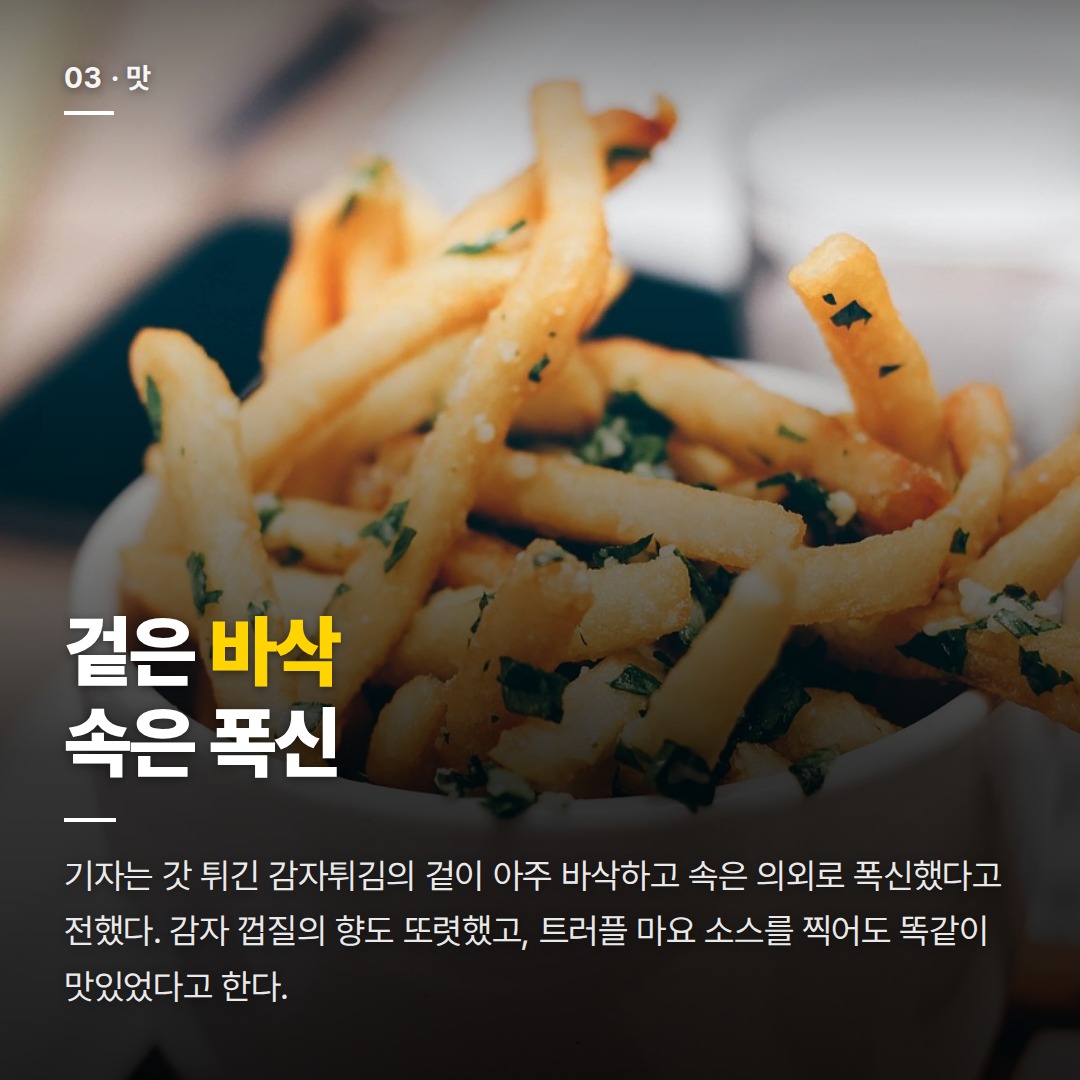 03 · 맛
겉은 바삭
속은 폭신
기자는 갓 튀긴 감자튀김의 겉이 아주 바삭하고 속은 의외로 폭신했다고
전했다. 감자 껍질의 향도 또렷했고, 트러플 마요 소스를 찍어도 똑같이
맛있었다고 한다.